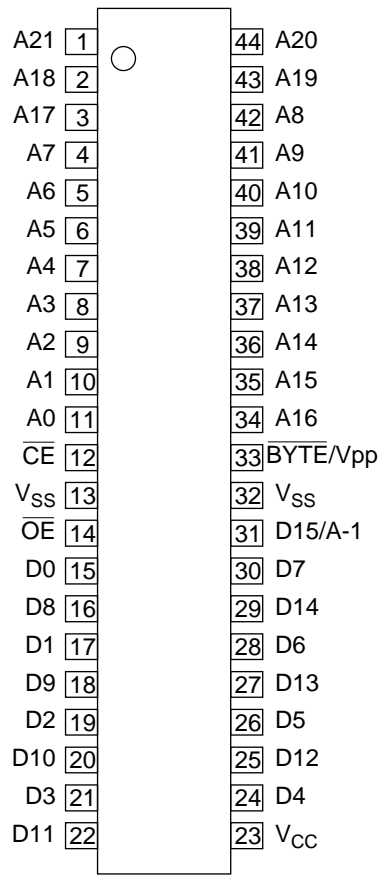 A21 1 44 A20
A18 2 43 A19
A17 3 42 A8
A7 4 41 A9
A6 5 40 A10
A5 6 39 A11
A4 7 38 A12
A3 8 37 A13
A2 9 36 A14
A1 10 35 A15
A0 11 34 A16
C̅E̅ 12 33 B̅Y̅T̅E̅/Vpp
VSS 13 32 VSS
O̅E̅ 14 31 D15/A-1
D0 15 30 D7
D8 16 29 D14
D1 17 28 D6
D9 18 27 D13
D2 19 26 D5
D10 20 25 D12
D3 21 24 D4
D11 22 23 VCC